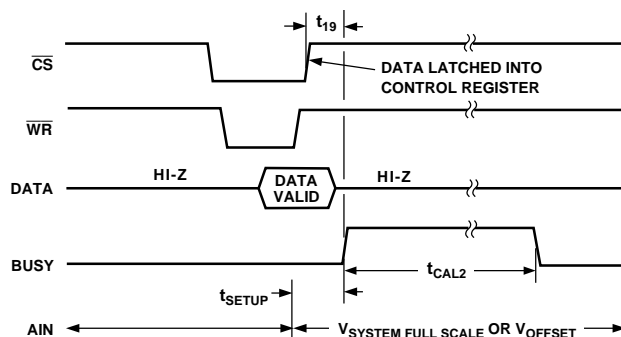 t19
CS
DATA LATCHED INTO
CONTROL REGISTER
WR
DATA
HI-Z
DATA
VALID
HI-Z
BUSY
tCAL2
tSETUP
AIN
VSYSTEM FULL SCALE OR VOFFSET